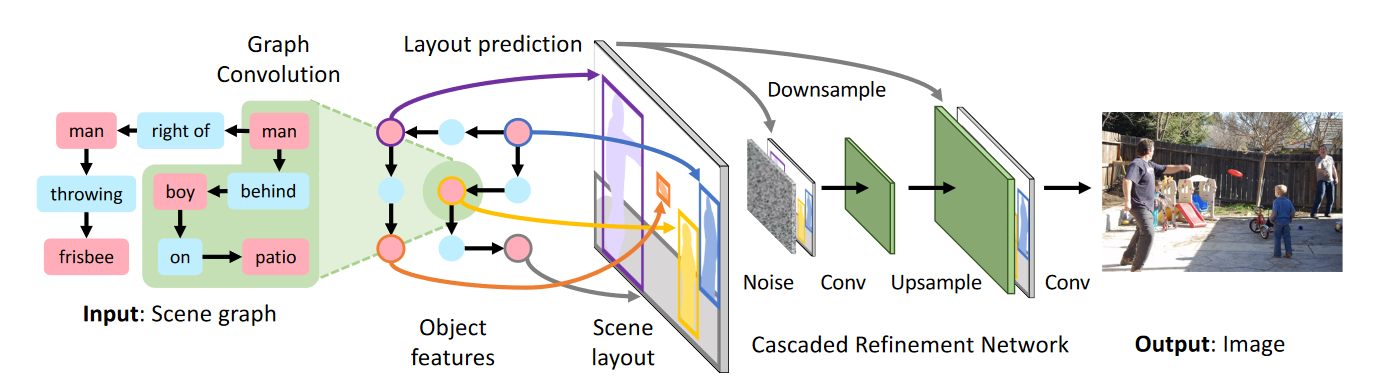 Graph
Convolution
Layout prediction
Downsample
man
right of
man
throwing
boy
behind
frisbee
on
patio
Input: Scene graph
Object
features
Scene
layout
Noise
Conv
Upsample
Conv
Cascaded Refinement Network
Output: Image